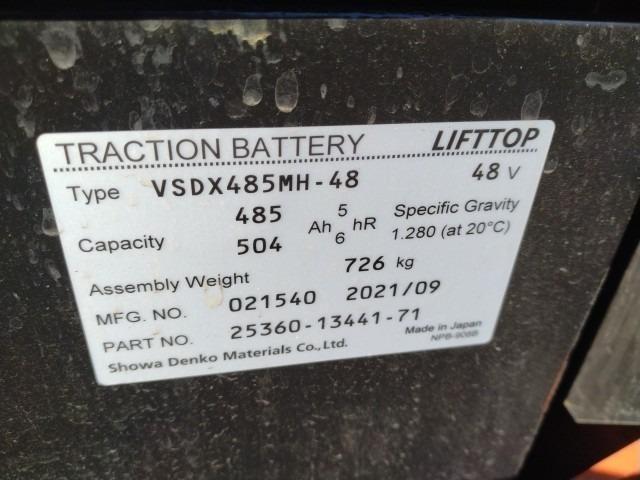 TRACTION BATTERY LIFTTOP
Type VSDX485MH-48 48 V
Capacity 485 Ah 5 hR Specific Gravity
504 6 1.280 (at 20°C)
Assembly Weight 726 kg
MFG. NO. 021540 2021/09
PART NO. 25360-13441-71 Made in Japan
Showa Denko Materials Co., Ltd.